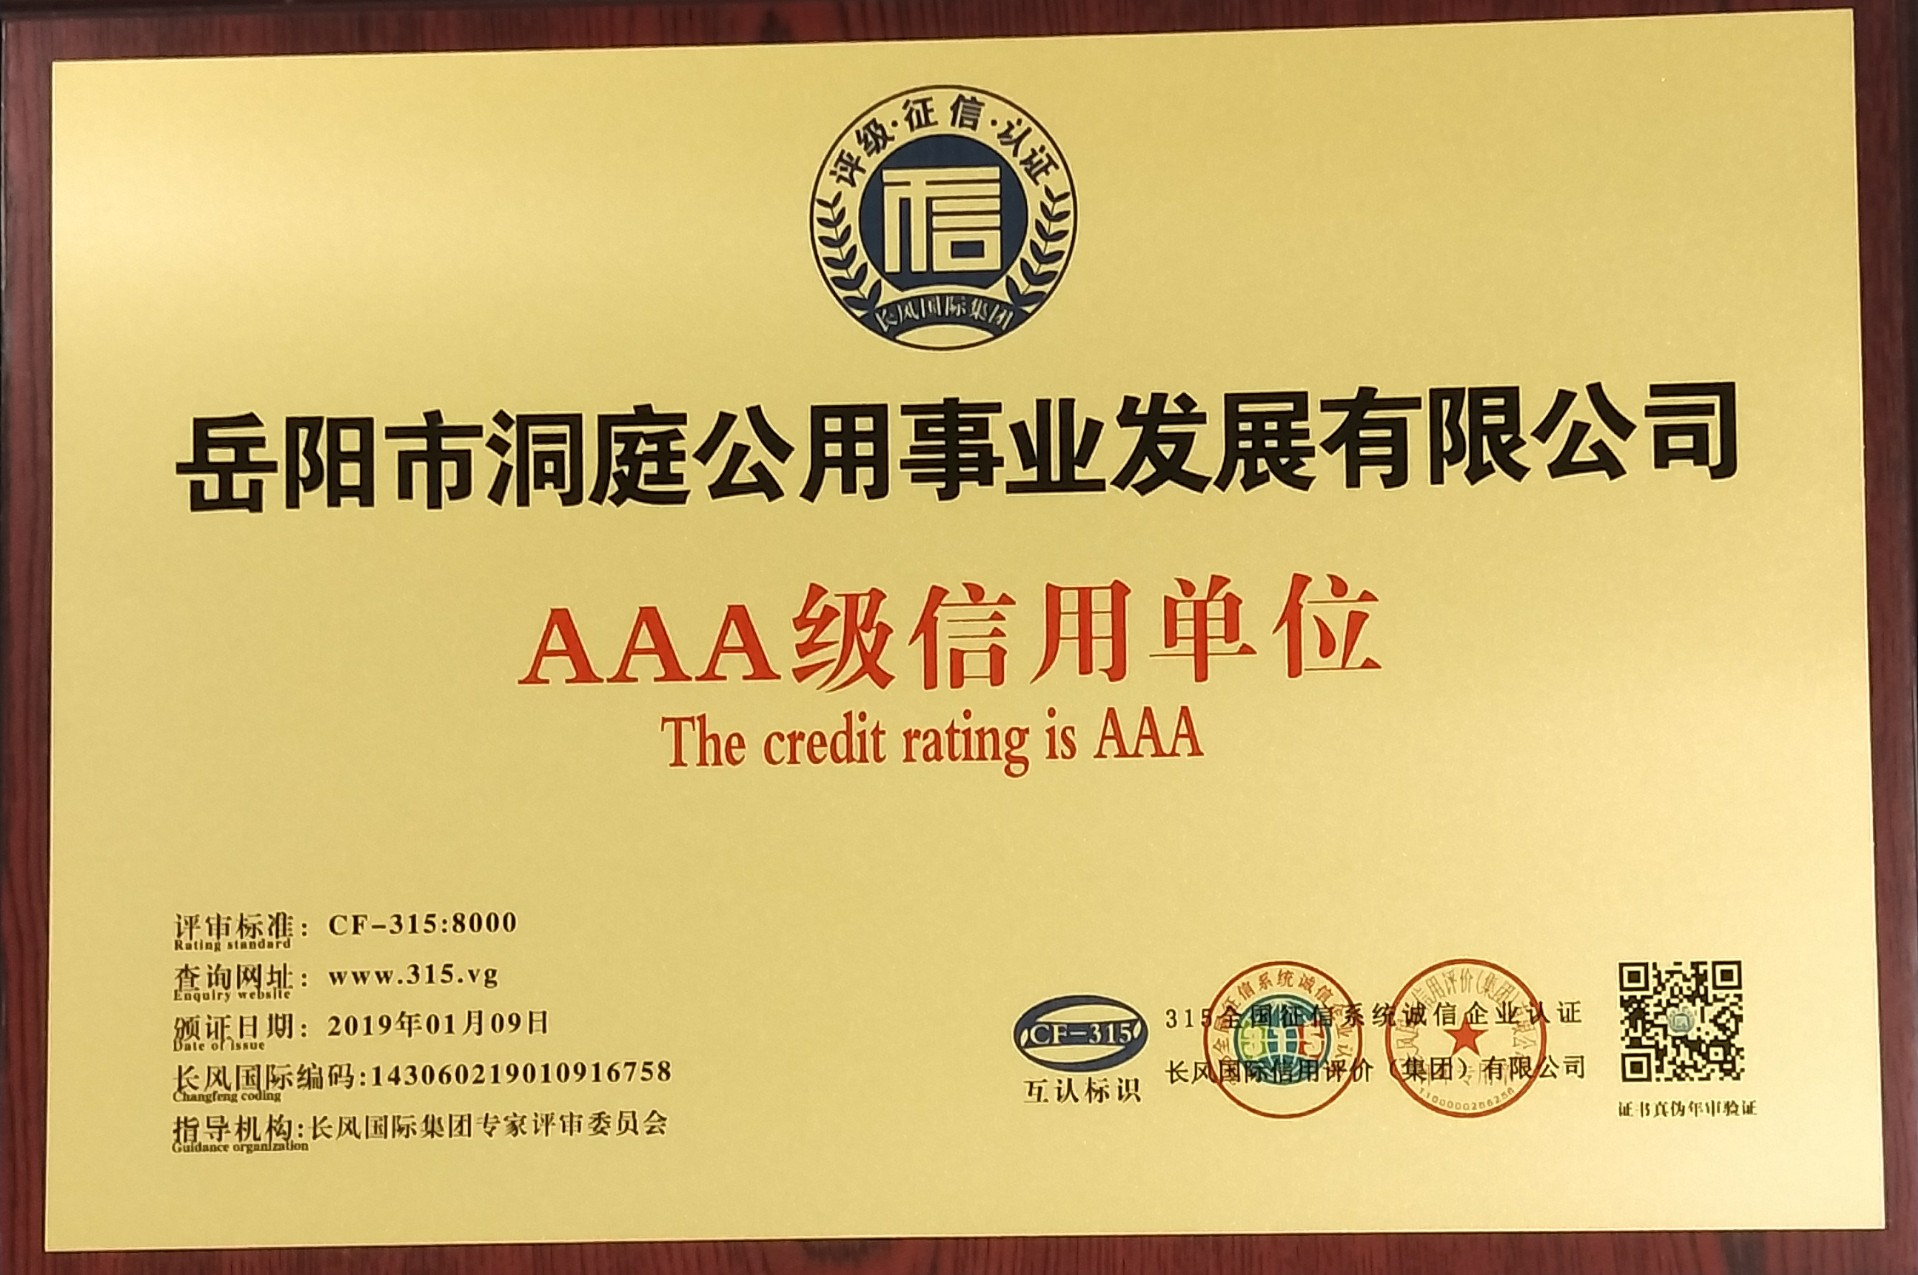 评级·征信·认证
信
长风国际集团
岳阳市洞庭公用事业发展有限公司
AAA级信用单位
The credit rating is AAA
评审标准：CF-315:8000
Rating standard
查询网址：www.315.vg
Enquiry website
颁证日期：2019年01月09日
Date of issue
长风国际编码:143060219010916758
Changfeng coding
指导机构:长风国际集团专家评审委员会
Guidance organization
CF-315
互认标识
315全国征信系统诚信企业认证
长风国际信用评价（集团）有限公司
证书真伪年审验证